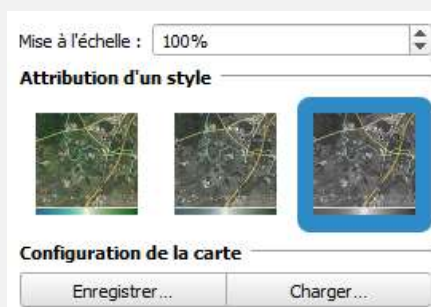 Mise à l'échelle : 100%
Attribution d'un style
Configuration de la carte
Enregistrer... Charger...